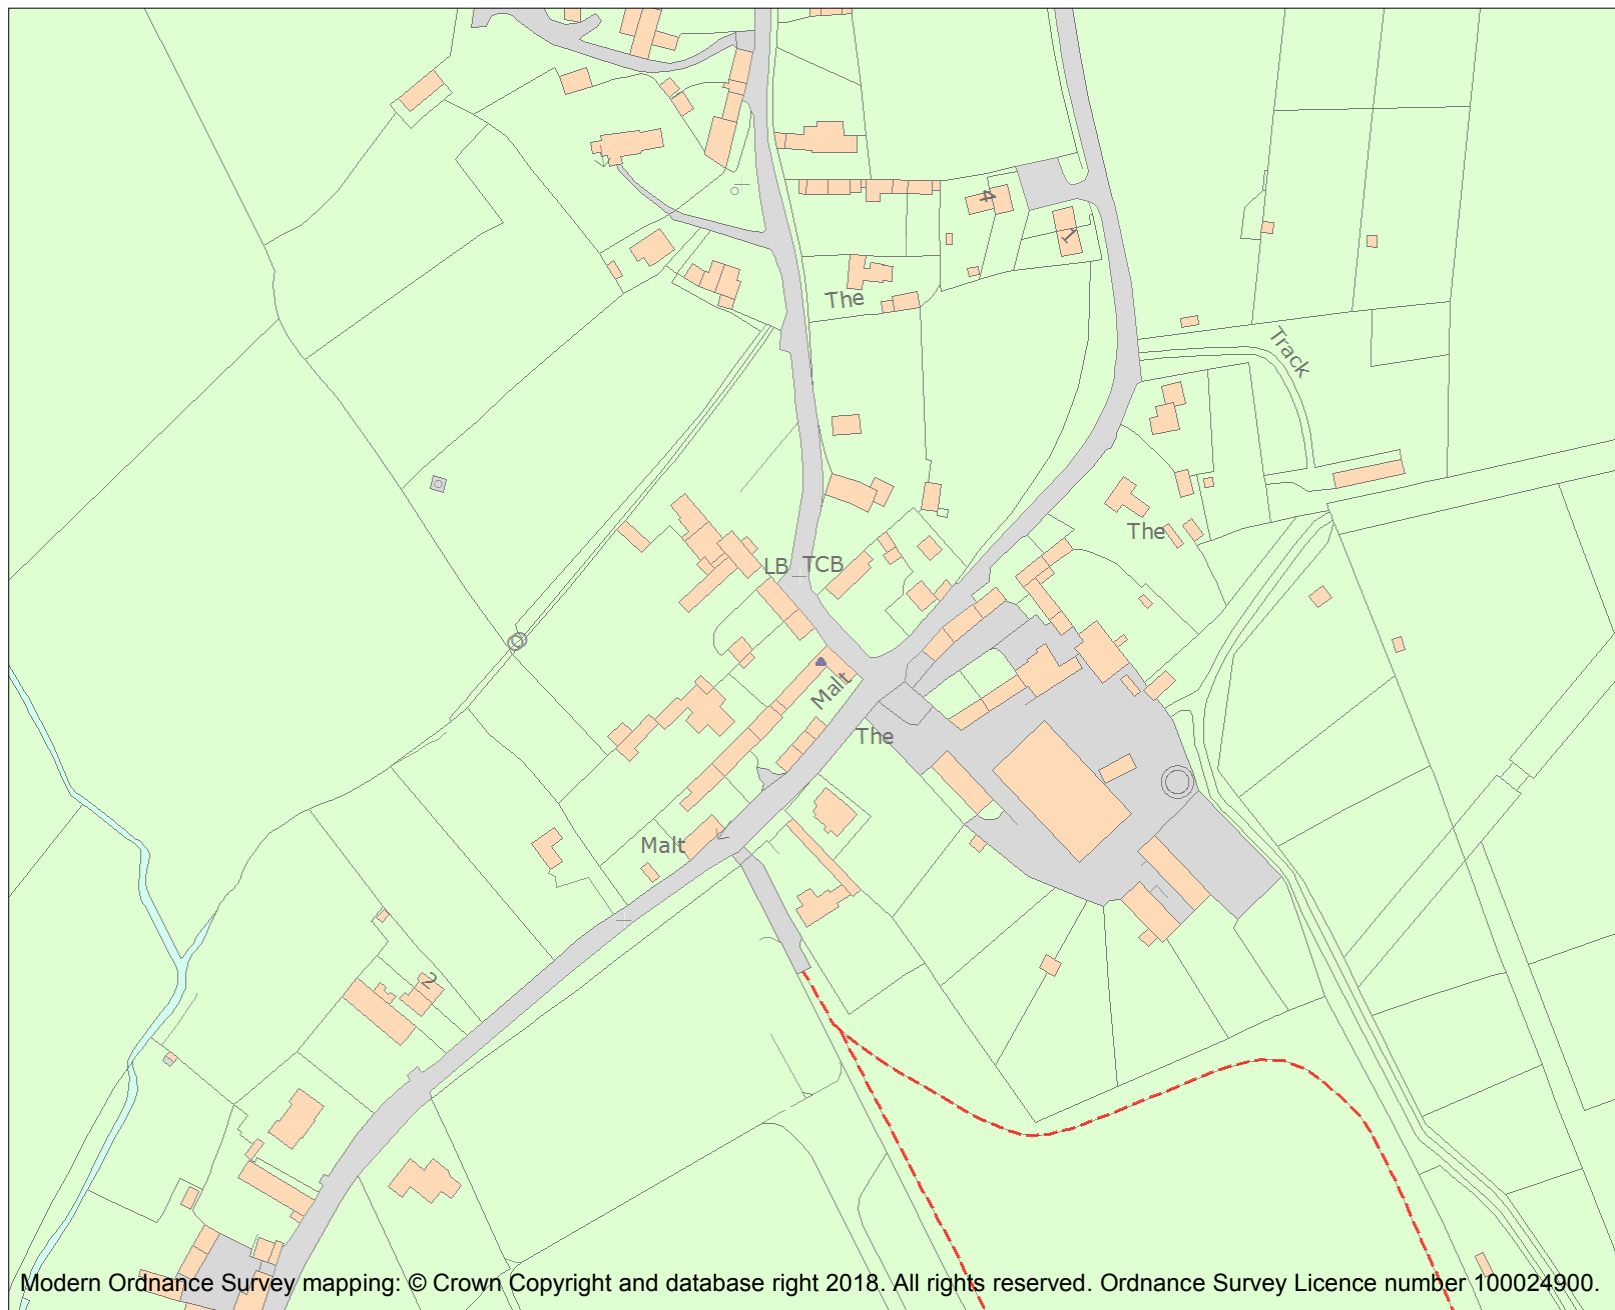 4
1
The
Track
The
LB
TCB
Malt
The
Malt
2
Modern Ordnance Survey mapping: © Crown Copyright and database right 2018. All rights reserved. Ordnance Survey Licence number 100024900.